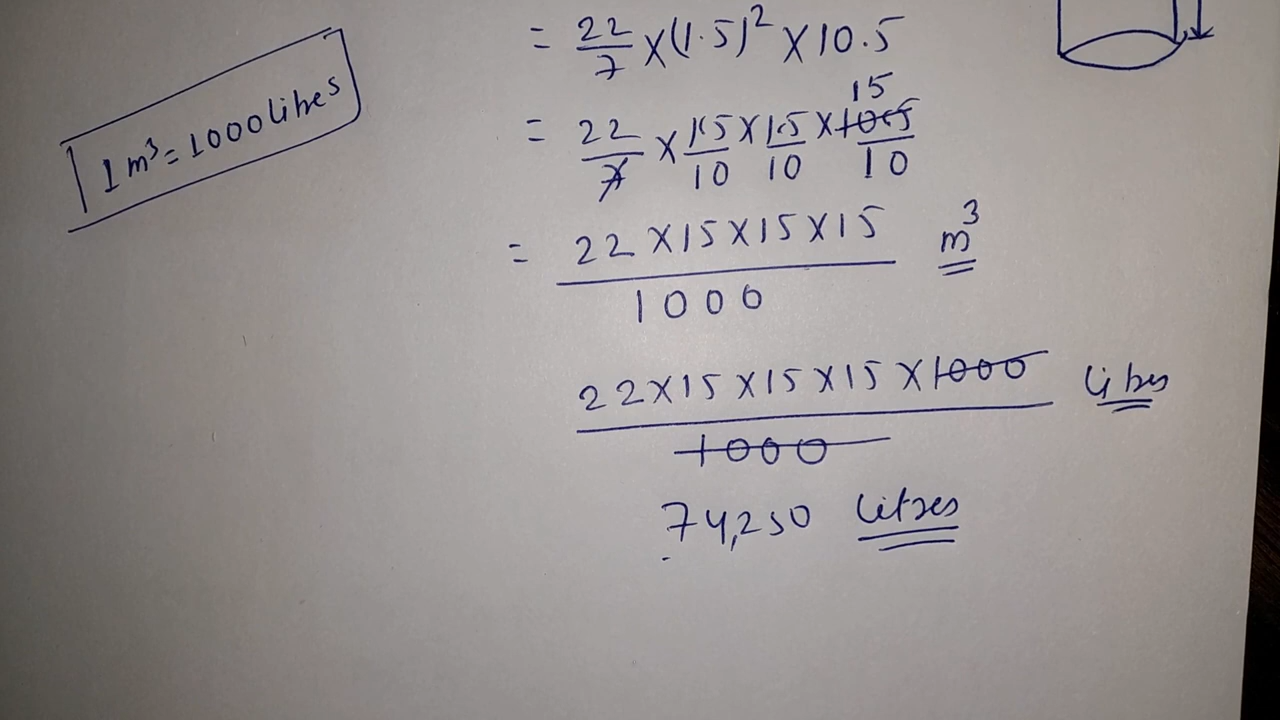 = 22/7 × (1.5)² × 10.5
1 m³ = 1000 litres
15
= 22/7 × 15/10 × 15/10 × 105/10
= 22 × 15 × 15 × 15 / 1000 m³
22 × 15 × 15 × 15 × 1000 / 1000 litres
74,250 litres